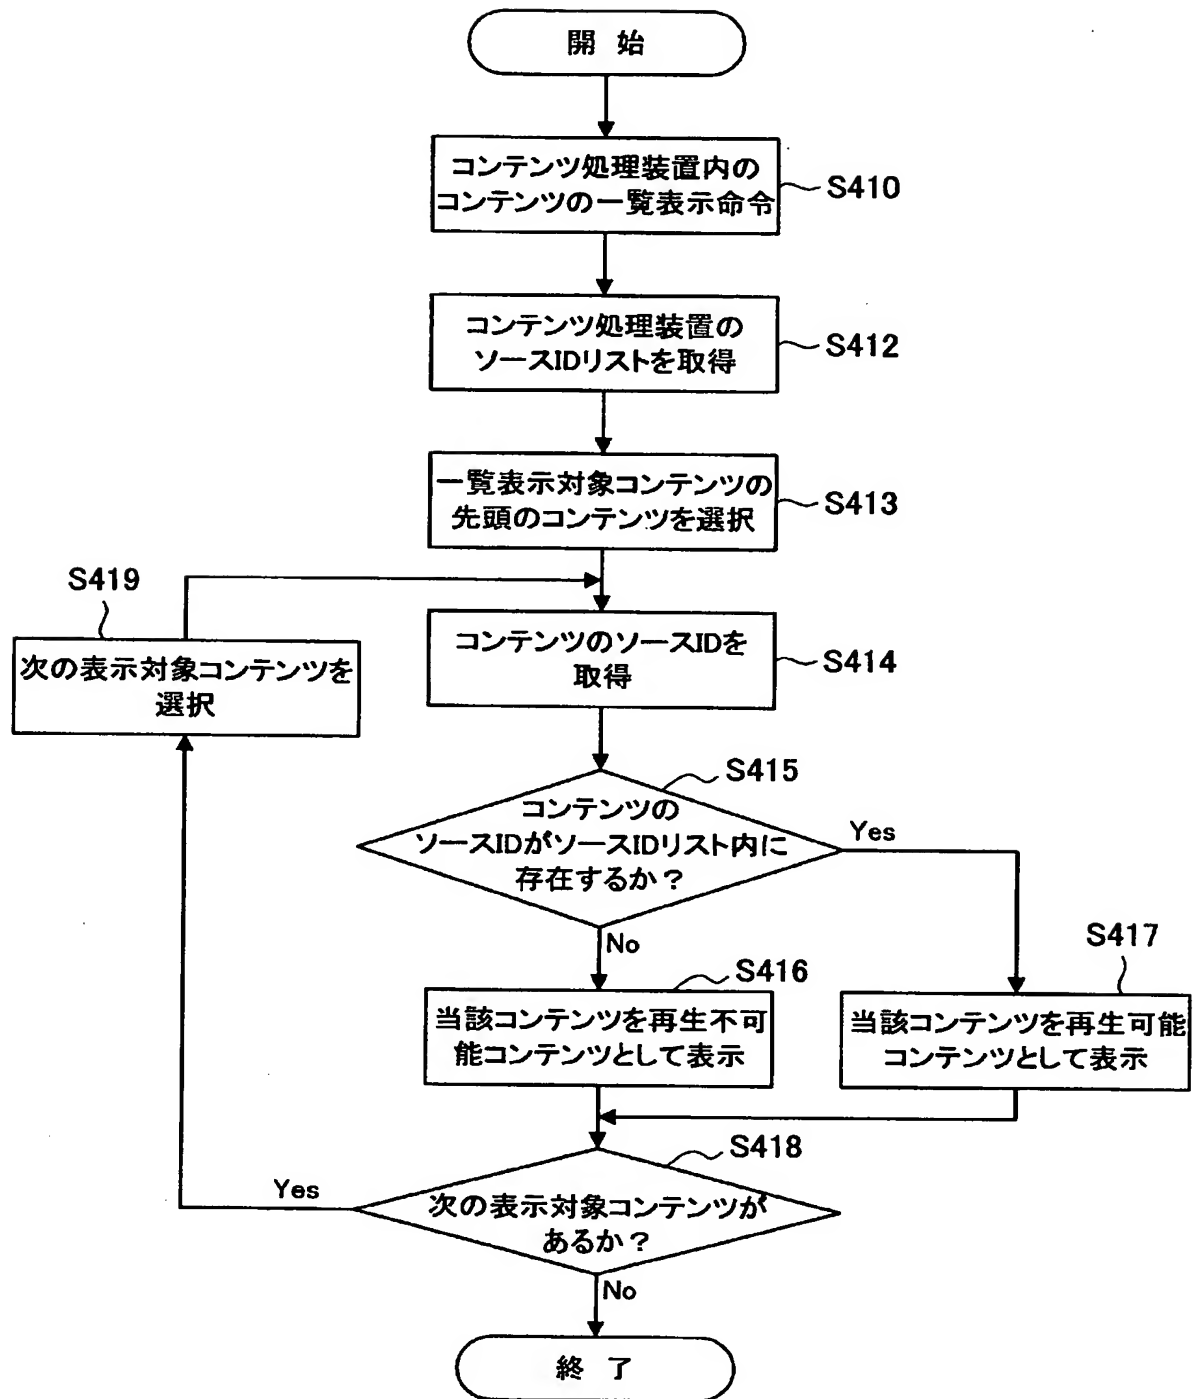 開 始
コンテンツ処理装置内の
コンテンツの一覧表示命令
S410
コンテンツ処理装置の
ソースIDリストを取得
S412
一覧表示対象コンテンツの
先頭のコンテンツを選択
S413
S419
次の表示対象コンテンツを
選択
コンテンツのソースIDを
取得
S414
S415
コンテンツの
ソースIDがソースIDリスト内に
存在するか？
Yes
No
S416
当該コンテンツを再生不可
能コンテンツとして表示
S417
当該コンテンツを再生可能
コンテンツとして表示
S418
次の表示対象コンテンツが
あるか？
Yes
No
終 了